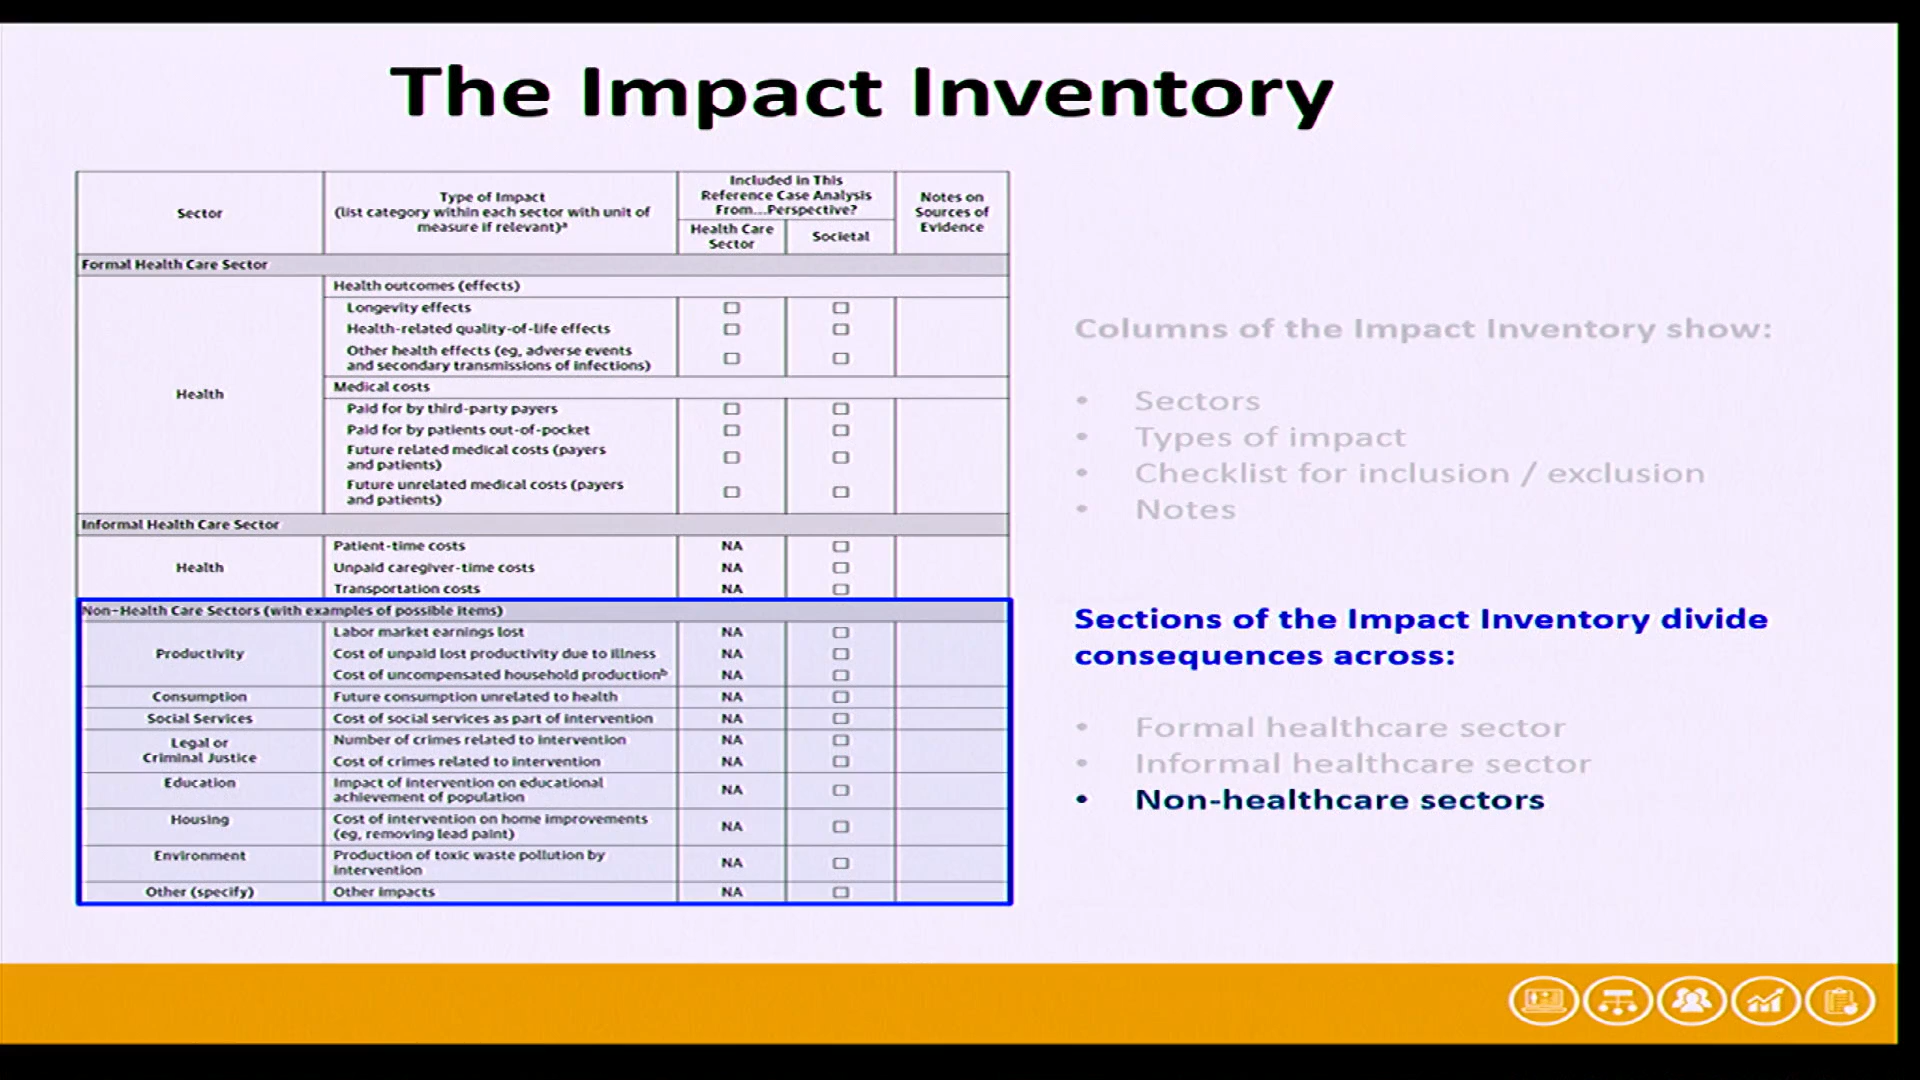 The Impact Inventory
Sector
Type of Impact
(list category within each sector with unit of
measure if relevant)ᵃ
Included in This
Reference Case Analysis
From...Perspective?
Health Care
Sector
Societal
Notes on
Sources of
Evidence
Formal Health Care Sector
Health
Health outcomes (effects)
Longevity effects
Health-related quality-of-life effects
Other health effects (eg, adverse events
and secondary transmissions of infections)
Medical costs
Paid for by third-party payers
Paid for by patients out-of-pocket
Future related medical costs (payers
and patients)
Future unrelated medical costs (payers
and patients)
Informal Health Care Sector
Health
Patient-time costs NA
Unpaid caregiver-time costs NA
Transportation costs NA
Non-Health Care Sectors (with examples of possible items)
Productivity
Labor market earnings lost NA
Cost of unpaid lost productivity due to illness NA
Cost of uncompensated household productionᵇ NA
Consumption Future consumption unrelated to health NA
Social Services Cost of social services as part of intervention NA
Legal or
Criminal Justice
Number of crimes related to intervention NA
Cost of crimes related to intervention NA
Education
Impact of intervention on educational
achievement of population
NA
Housing
Cost of intervention on home improvements
(eg, removing lead paint)
NA
Environment
Production of toxic waste pollution by
intervention
NA
Other (specify) Other impacts NA
Columns of the Impact Inventory show:
• Sectors
• Types of impact
• Checklist for inclusion / exclusion
• Notes
Sections of the Impact Inventory divide
consequences across:
• Formal healthcare sector
• Informal healthcare sector
• Non-healthcare sectors